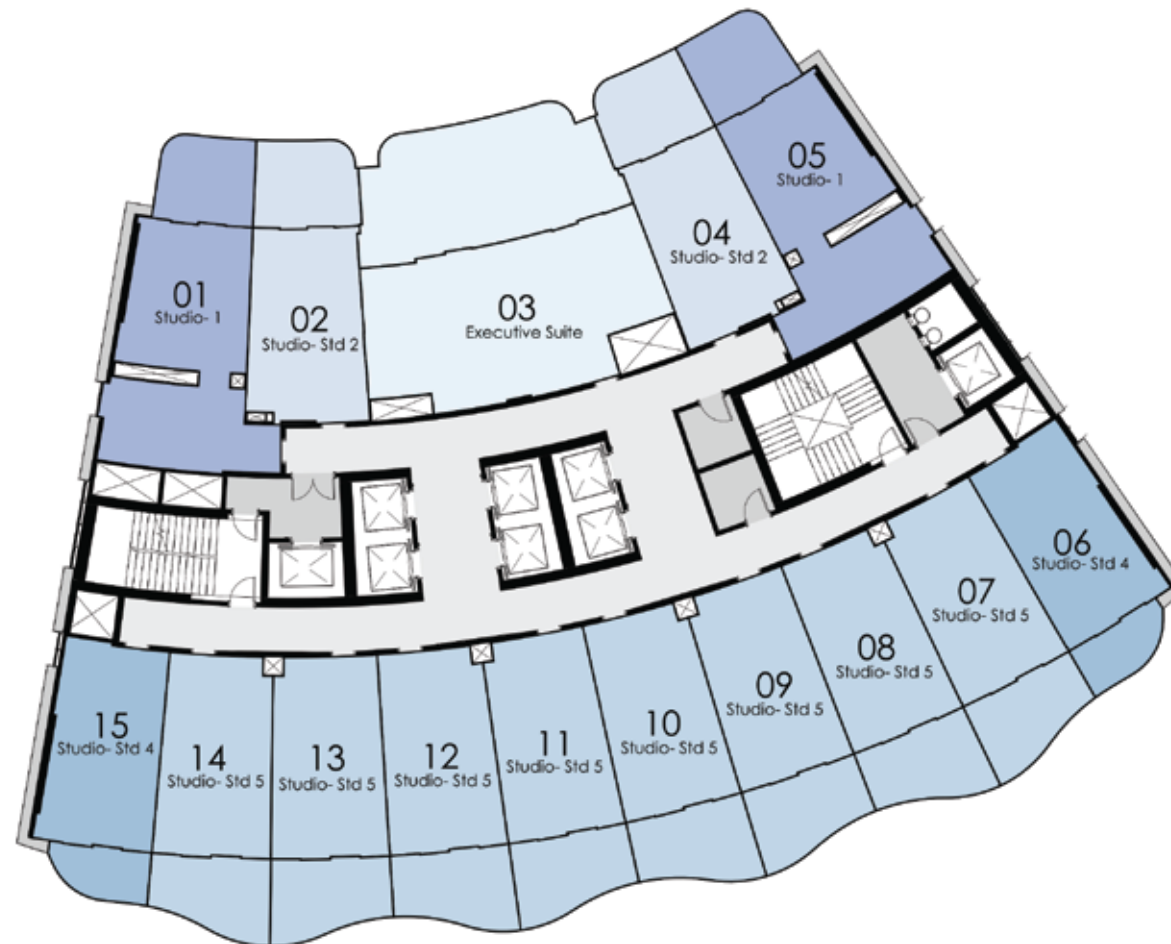 01
Studio- 1
02
Studio- Std 2
03
Executive Suite
04
Studio- Std 2
05
Studio- 1
06
Studio- Std 4
07
Studio- Std 5
08
Studio- Std 5
09
Studio- Std 5
10
Studio- Std 5
11
Studio- Std 5
12
Studio- Std 5
13
Studio- Std 5
14
Studio- Std 5
15
Studio- Std 4